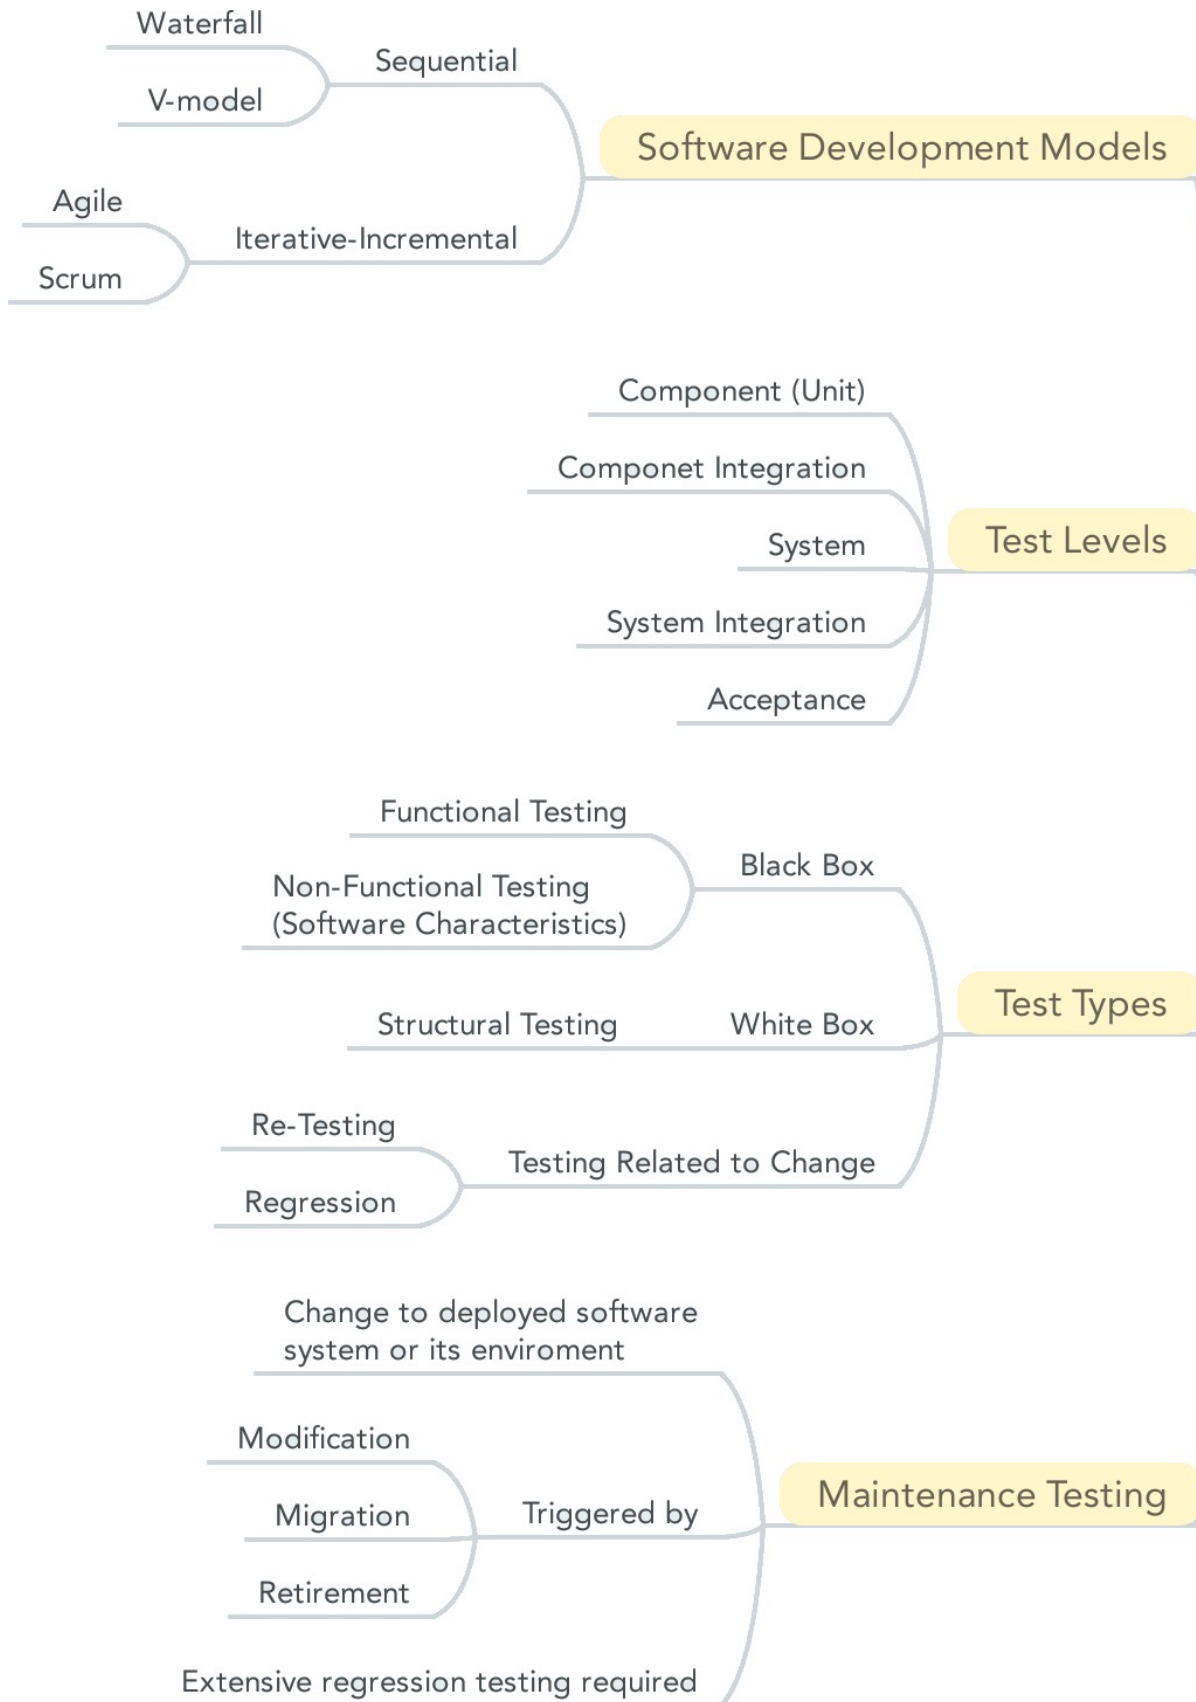 Waterfall
Sequential
V-model
Software Development Models
Agile
Iterative-Incremental
Scrum
Component (Unit)
Componet Integration
System
Test Levels
System Integration
Acceptance
Functional Testing
Black Box
Non-Functional Testing
(Software Characteristics)
Test Types
Structural Testing
White Box
Re-Testing
Testing Related to Change
Regression
Change to deployed software
system or its enviroment
Modification
Maintenance Testing
Migration
Triggered by
Retirement
Extensive regression testing required